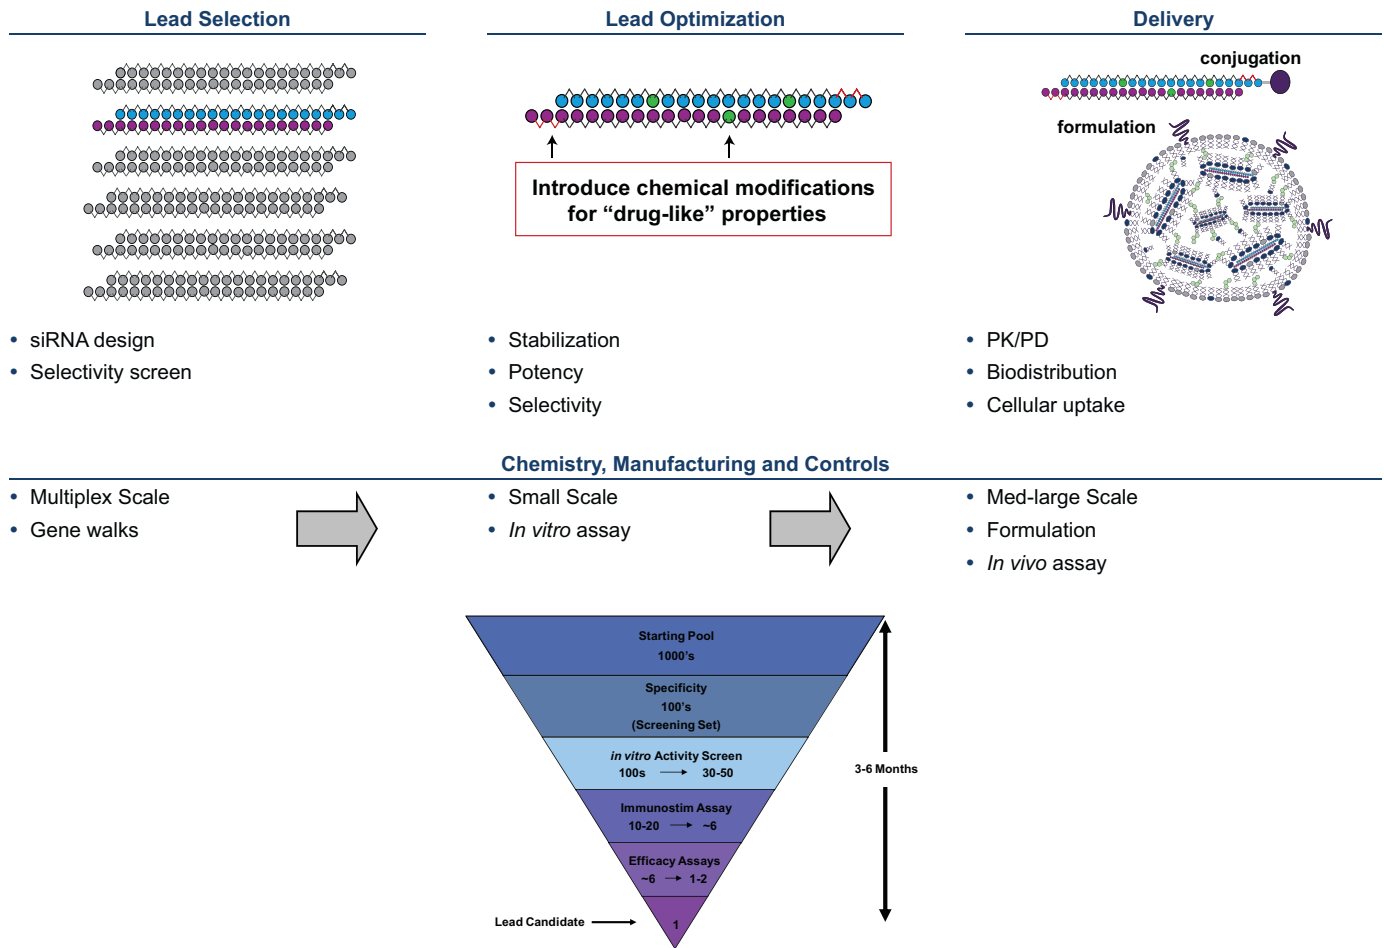 Lead Selection
Lead Optimization
Delivery
conjugation
formulation
Introduce chemical modifications
for “drug-like” properties
• siRNA design
• Selectivity screen
• Stabilization
• Potency
• Selectivity
• PK/PD
• Biodistribution
• Cellular uptake
Chemistry, Manufacturing and Controls
• Multiplex Scale
• Gene walks
• Small Scale
• In vitro assay
• Med-large Scale
• Formulation
• In vivo assay
Starting Pool
1000’s
Specificity
100’s
(Screening Set)
in vitro Activity Screen
100s → 30-50
Immunostim Assay
10-20 → ~6
Efficacy Assays
~6 → 1-2
Lead Candidate → 1
3-6 Months